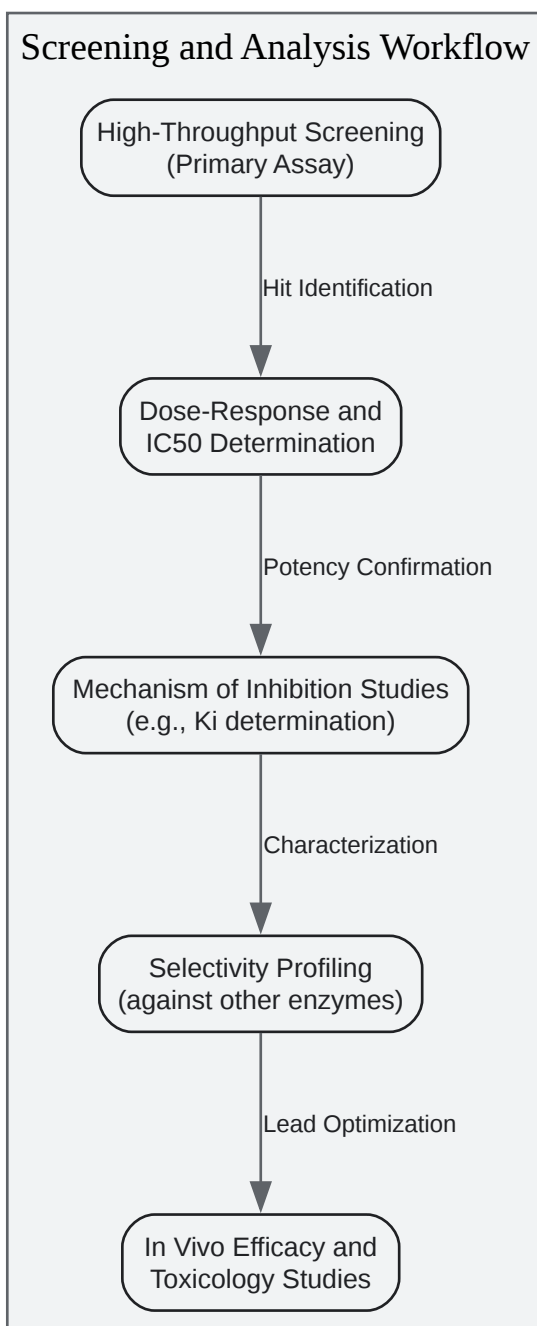 Screening and Analysis Workflow
High-Throughput Screening
(Primary Assay)
Hit Identification
Dose-Response and
IC50 Determination
Potency Confirmation
Mechanism of Inhibition Studies
(e.g., Ki determination)
Characterization
Selectivity Profiling
(against other enzymes)
Lead Optimization
In Vivo Efficacy and
Toxicology Studies